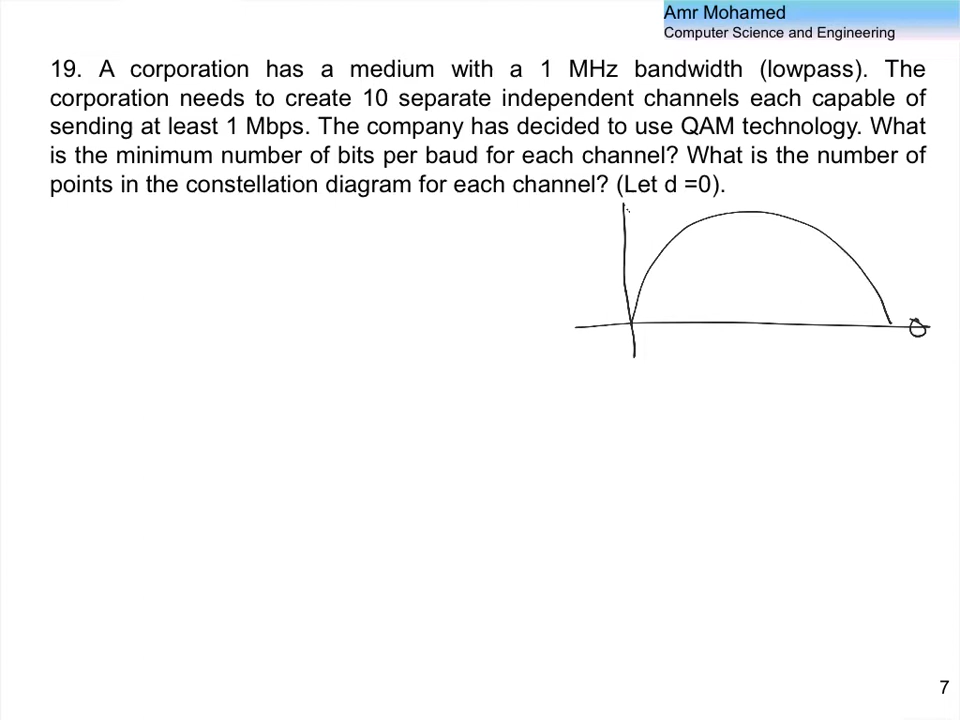 Amr Mohamed
Computer Science and Engineering
19. A corporation has a medium with a 1 MHz bandwidth (lowpass). The
corporation needs to create 10 separate independent channels each capable of
sending at least 1 Mbps. The company has decided to use QAM technology. What
is the minimum number of bits per baud for each channel? What is the number of
points in the constellation diagram for each channel? (Let d =0).
7